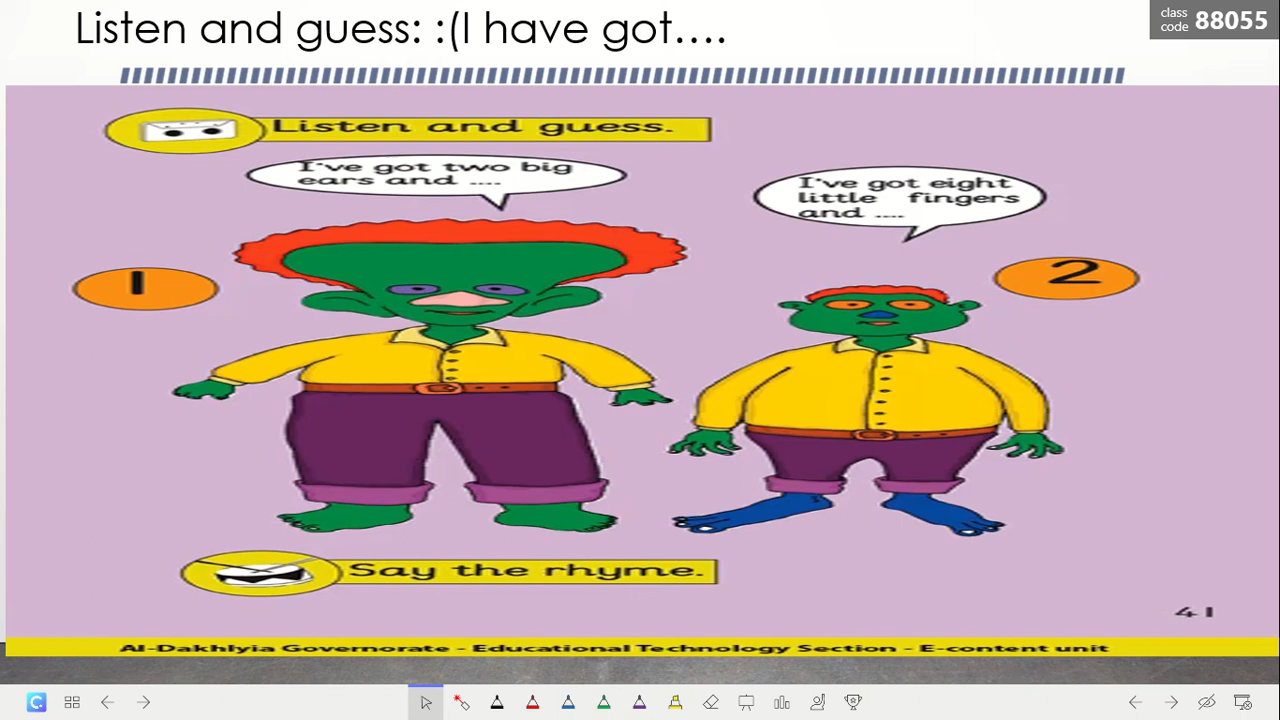 Listen and guess: :(I have got....
class
code 88055
Listen and guess.
I've got two big
ears and ....
I've got eight
little fingers
and ....
1
2
Say the rhyme.
41
Al-Dakhlyia Governorate - Educational Technology Section - E-content unit